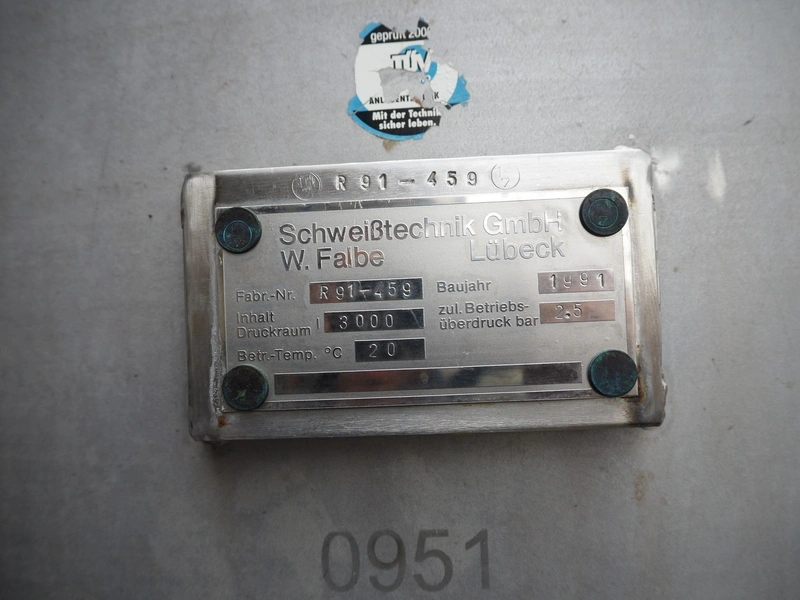 geprüft 200
TÜV
Mit der Technik
sicher leben.
R 91-459
Schweißtechnik GmbH
W. Falbe Lübeck
Fabr.-Nr. R 91-459 Baujahr 1991
Inhalt
Druckraum l 3000 zul. Betriebs-
überdruck bar 2.5
Betr.-Temp. °C 20
0951